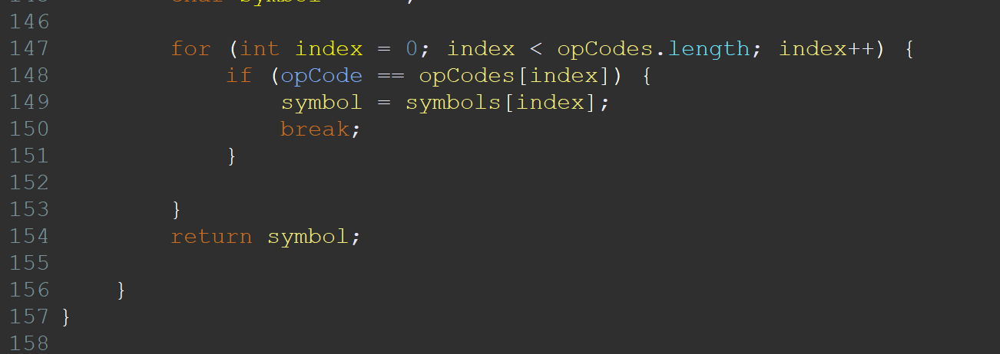 146
147 for (int index = 0; index < opCodes.length; index++) {
148 if (opCode == opCodes[index]) {
149 symbol = symbols[index];
150 break;
151 }
152
153 }
154 return symbol;
155
156 }
157 }
158